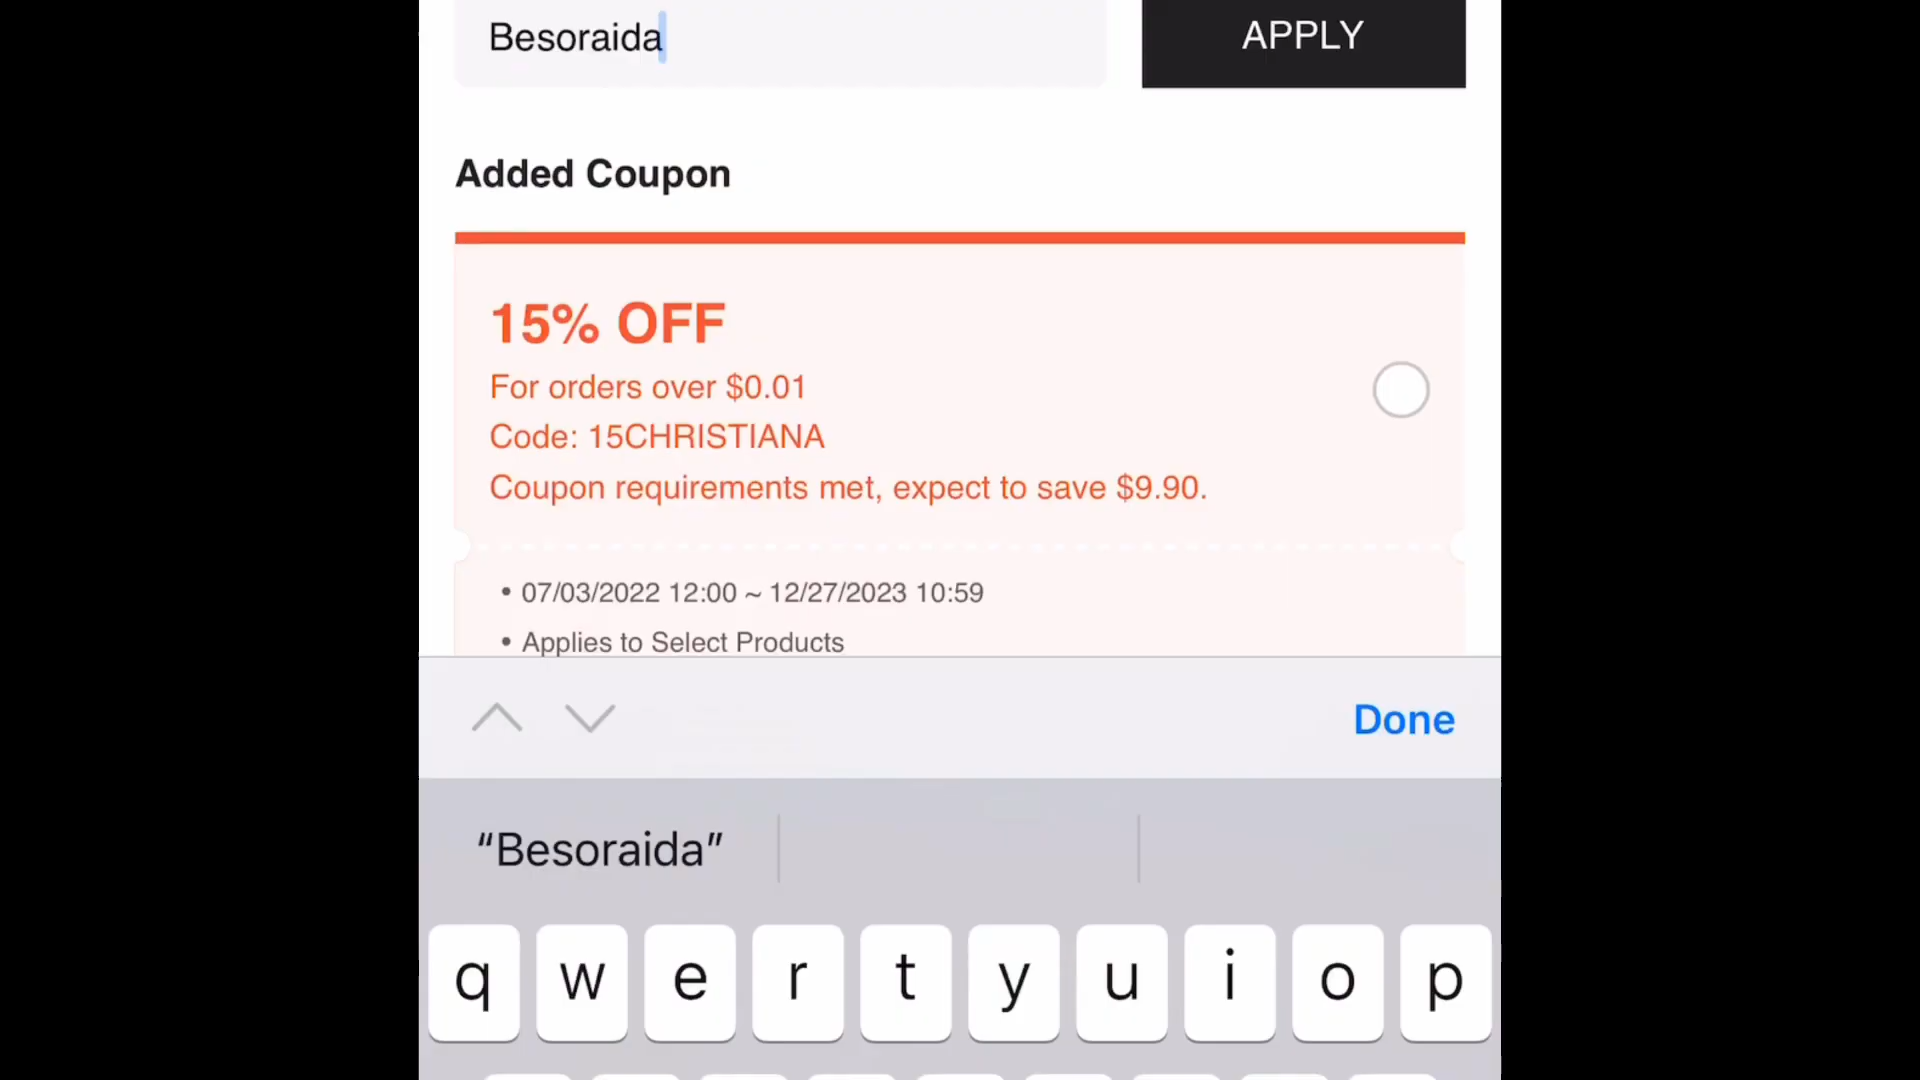 Besoraida
APPLY
Added Coupon
15% OFF
For orders over $0.01
Code: 15CHRISTIANA
Coupon requirements met, expect to save $9.90.
• 07/03/2022 12:00 ~ 12/27/2023 10:59
• Applies to Select Products
Done
“Besoraida”
q w e r t y u i o p